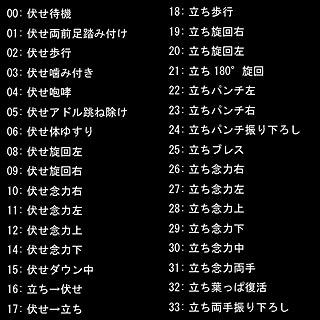 00: 伏せ待機
01: 伏せ両前足踏み付け
02: 伏せ歩行
03: 伏せ噛み付き
04: 伏せ咆哮
05: 伏せアドル跳ね除け
06: 伏せ体ゆすり
08: 伏せ旋回左
09: 伏せ旋回右
10: 伏せ念力右
11: 伏せ念力左
12: 伏せ念力上
14: 伏せ念力下
15: 伏せダウン中
16: 立ち→伏せ
17: 伏せ→立ち
18: 立ち歩行
19: 立ち旋回右
20: 立ち旋回左
21: 立ち180°旋回
22: 立ちパンチ左
23: 立ちパンチ右
24: 立ちパンチ振り下ろし
25: 立ちブレス
26: 立ち念力右
27: 立ち念力左
28: 立ち念力上
29: 立ち念力下
30: 立ち念力中
31: 立ち念力両手
32: 立ち葉っぱ復活
33: 立ち両手振り下ろし